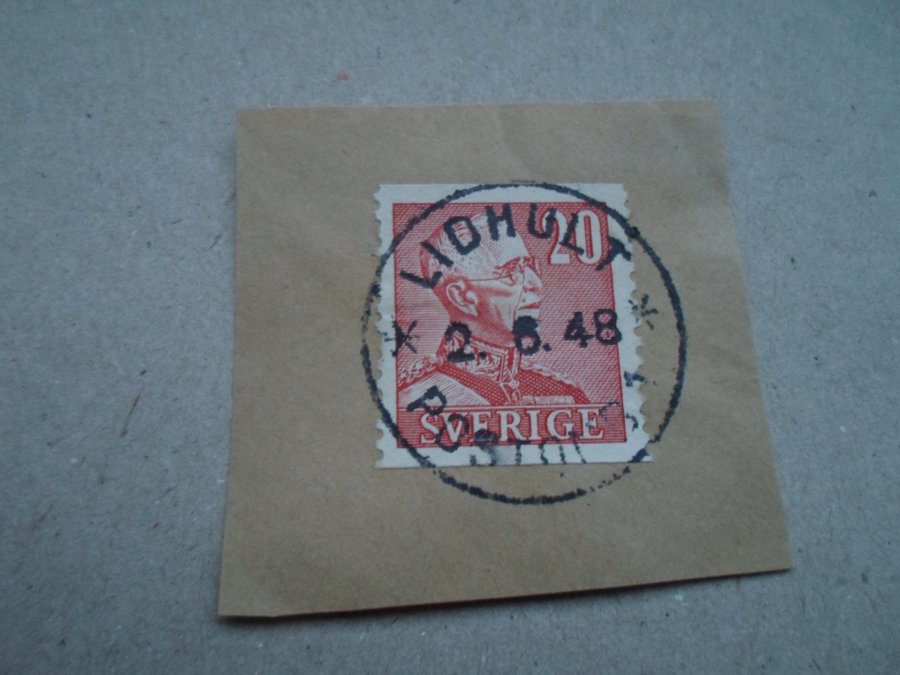 LIDHULT
20
* 2. 6. 48 *
SVERIGE